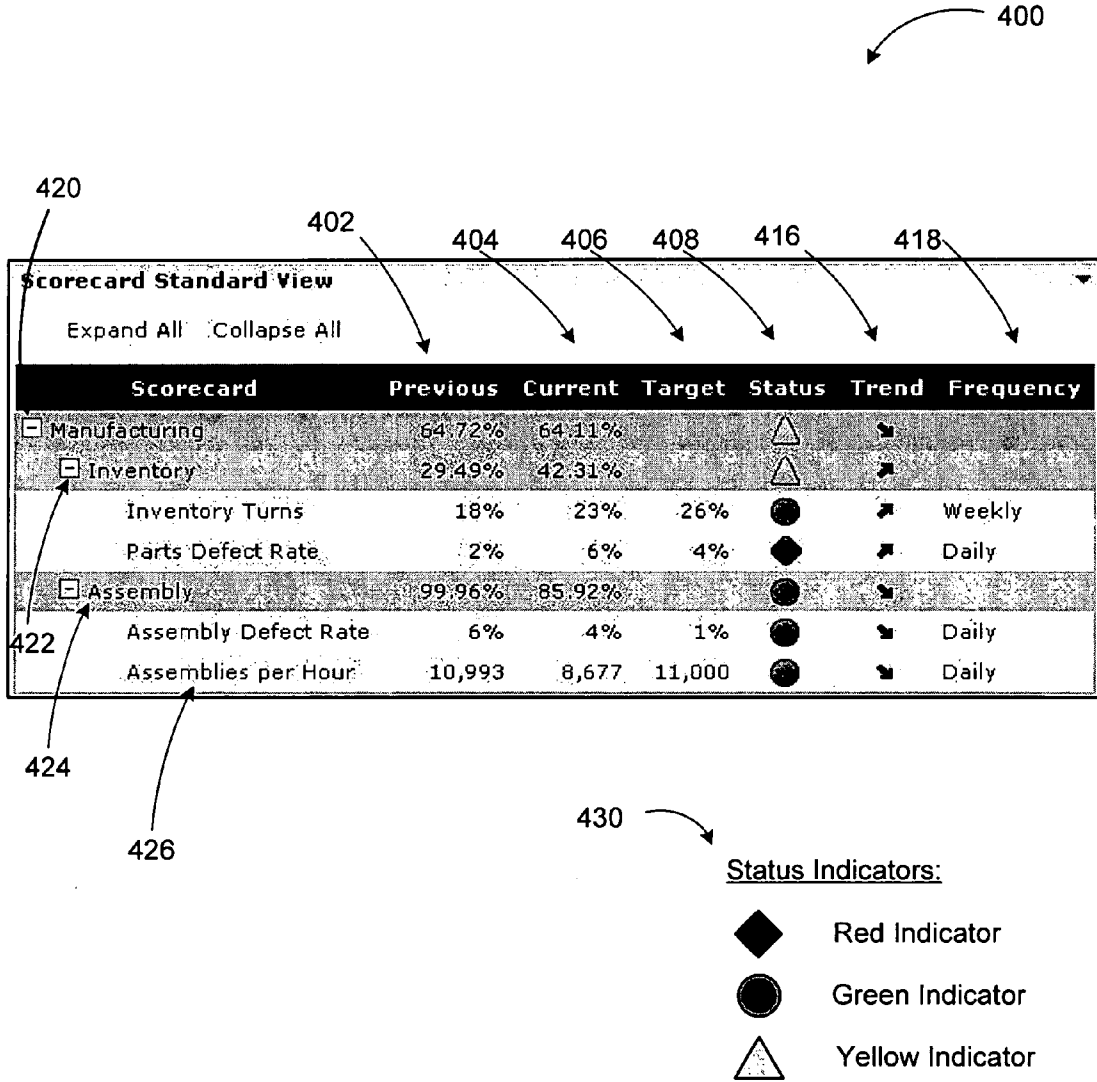 400
420
402
404 406 408 416 418
Scorecard Standard View
Expand All Collapse All
Scorecard Previous Current Target Status Trend Frequency
Manufacturing 64.72% 64.11%
Inventory 29.49% 42.31%
Inventory Turns 18% 23% 26% Weekly
Parts Defect Rate 2% 6% 4% Daily
Assembly 99.96% 85.92%
422
Assembly Defect Rate 6% 4% 1% Daily
Assemblies per Hour 10,993 8,677 11,000 Daily
424
426
430
Status Indicators:
Red Indicator
Green Indicator
Yellow Indicator